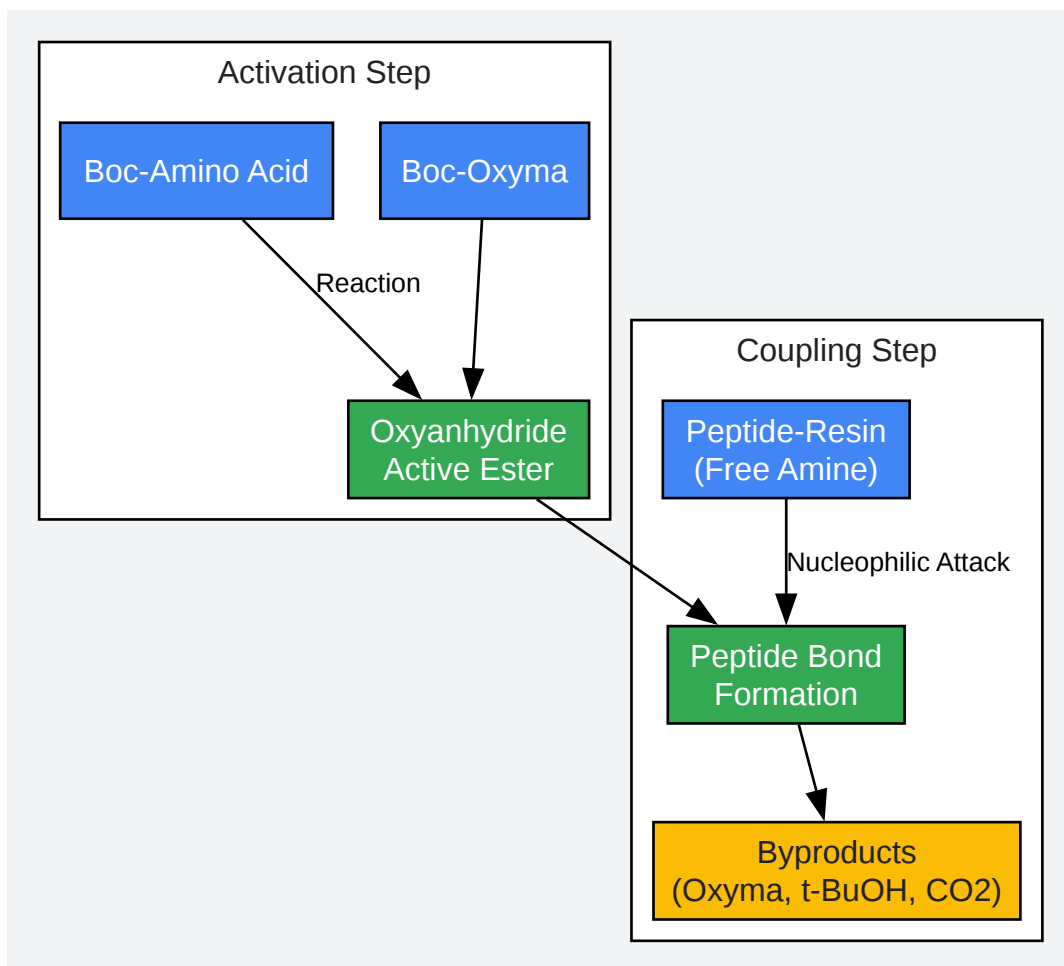 Activation Step
Boc-Amino Acid
Boc-Oxyma
Reaction
Oxyanhydride
Active Ester
Coupling Step
Peptide-Resin
(Free Amine)
Nucleophilic Attack
Peptide Bond
Formation
Byproducts
(Oxyma, t-BuOH, CO2)